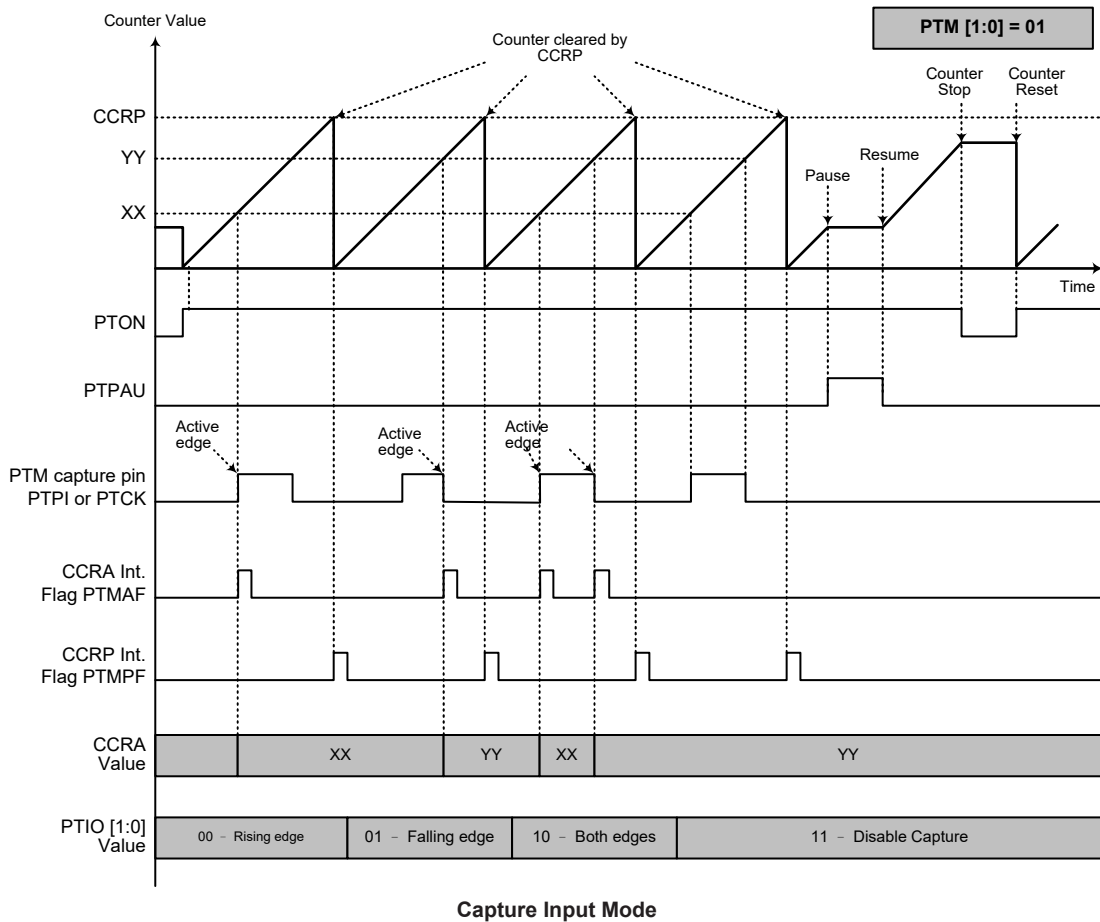 Counter Value
PTM [1:0] = 01
Counter cleared by
CCRP
Counter
Stop
Counter
Reset
CCRP
YY
XX
Pause
Resume
Time
PTON
PTPAU
Active
edge
Active
edge
Active
edge
PTM capture pin
PTPI or PTCK
CCRA Int.
Flag PTMAF
CCRP Int.
Flag PTMPF
CCRA
Value
XX
YY
XX
YY
PTIO [1:0]
Value
00 – Rising edge
01 – Falling edge
10 – Both edges
11 – Disable Capture
Capture Input Mode